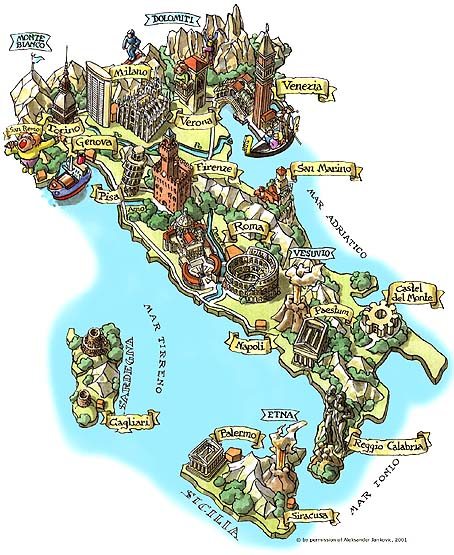 DOLOMITI
MONTE
BIANCO
Milano
Venezia
Verona
San Remo
Torino
Po
Po
Genova
Firenze
San Marino
Pisa
Arno
MAR ADRIATICO
Roma
VESUVIO
Castel
del Monte
Paestum
MAR TIRRENO
Napoli
SARDEGNA
Cagliari
ETNA
Palermo
Reggio Calabria
Siracusa
MAR IONIO
SICILIA
© by permission of Aleksander Jankovic, 2001